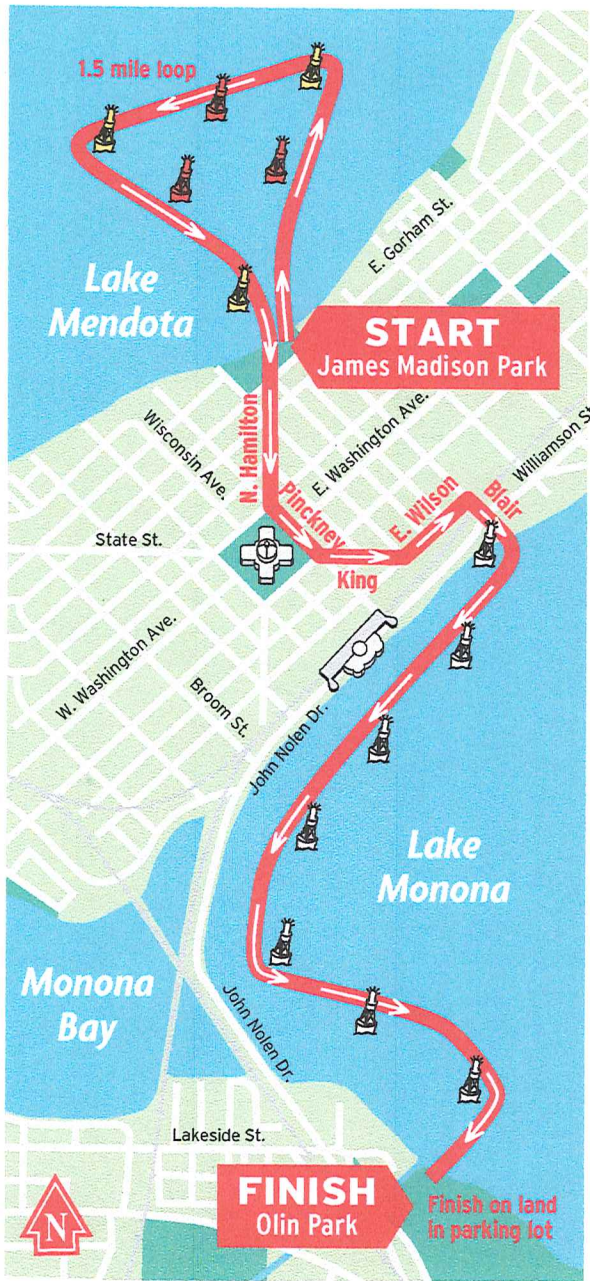 1.5 mile loop
E. Gorham St.
Lake
Mendota
START
James Madison Park
Wisconsin Ave.
N. Hamilton
E. Washington Ave.
Williamson St
Pinckney
E. Wilson
Blair
State St.
King
W. Washington Ave.
Broom St.
John Nolen Dr.
Lake
Monona
Monona
Bay
John Nolen Dr.
Lakeside St.
FINISH
Olin Park
Finish on land
in parking lot
N